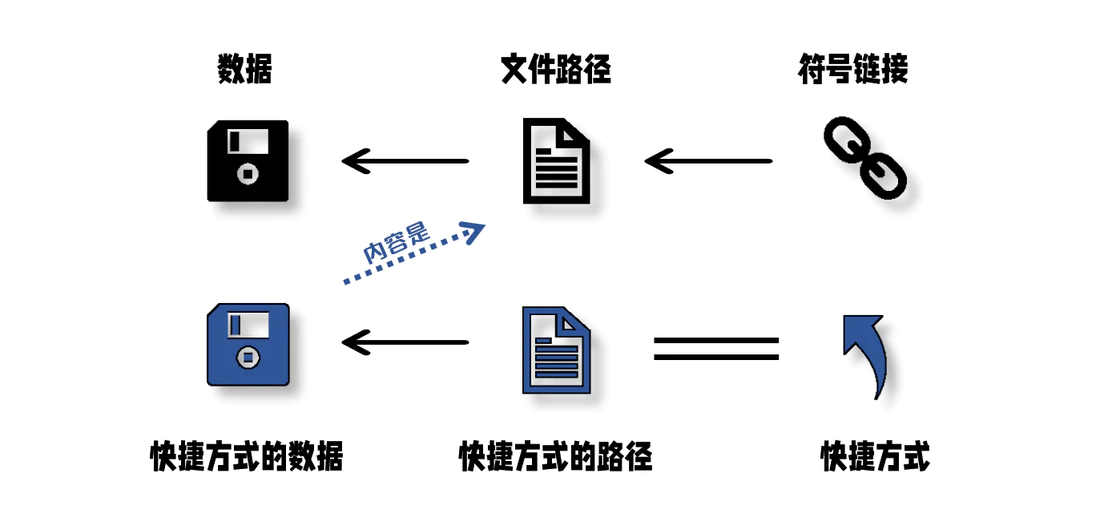 数据
文件路径
符号链接
内容是
快捷方式的数据
快捷方式的路径
快捷方式